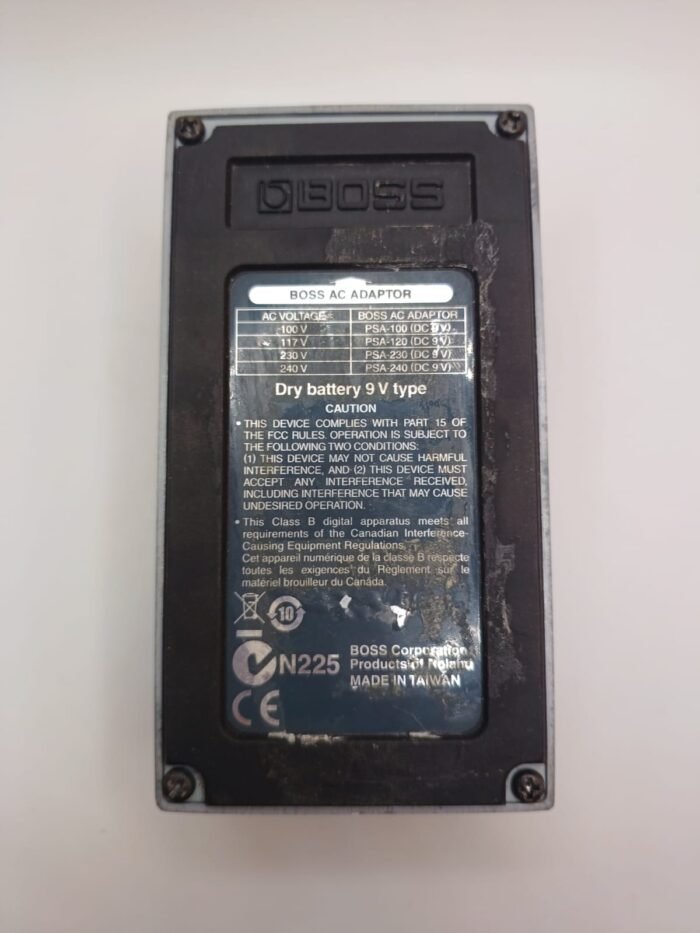 BOSS
BOSS AC ADAPTOR
AC VOLTAGE BOSS AC ADAPTOR
100 V PSA-100 (DC 9 V)
117 V PSA-120 (DC 9 V)
230 V PSA-230 (DC 9 V)
240 V PSA-240 (DC 9 V)
Dry battery 9 V type
CAUTION
• THIS DEVICE COMPLIES WITH PART 15 OF
THE FCC RULES. OPERATION IS SUBJECT TO
THE FOLLOWING TWO CONDITIONS:
(1) THIS DEVICE MAY NOT CAUSE HARMFUL
INTERFERENCE, AND (2) THIS DEVICE MUST
ACCEPT ANY INTERFERENCE RECEIVED,
INCLUDING INTERFERENCE THAT MAY CAUSE
UNDESIRED OPERATION.
• This Class B digital apparatus meets all
requirements of the Canadian Interference-
Causing Equipment Regulations.
Cet appareil numérique de la classe B respecte
toutes les exigences du Règlement sur le
matériel brouilleur du Canada.
10
N225
BOSS Corporation
Products of Roland
MADE IN TAIWAN
CE